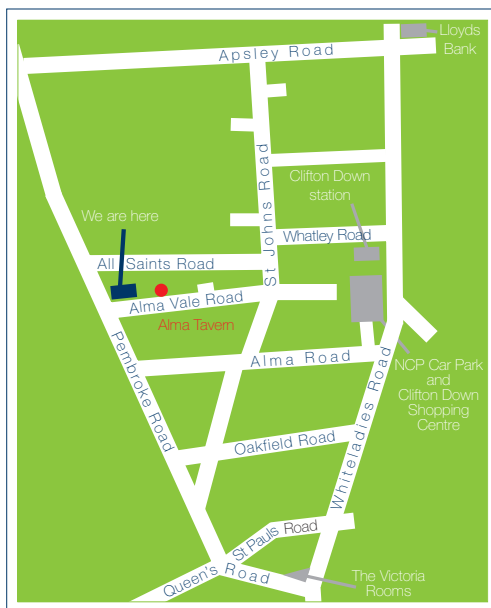 Apsley Road
Lloyds
Bank
St Johns Road
Clifton Down
station
We are here
Whatley Road
All Saints Road
Alma Vale Road
Alma Tavern
Pembroke Road
Alma Road
NCP Car Park
and
Clifton Down
Shopping
Centre
Whiteladies Road
Oakfield Road
St Pauls Road
Queen's Road
The Victoria
Rooms